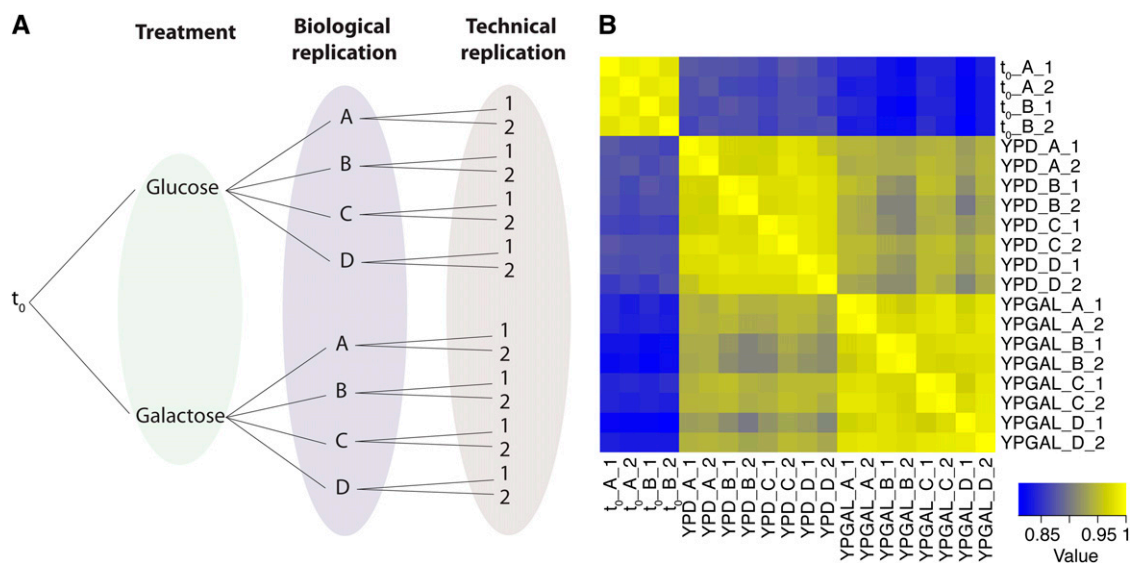 A
Treatment
Biological
replication
Technical
replication
t0
Glucose
Galactose
A
B
C
D
A
B
C
D
1
2
1
2
1
2
1
2
1
2
1
2
1
2
1
2
B
t0_A_1
t0_A_2
t0_B_1
t0_B_2
YPD_A_1
YPD_A_2
YPD_B_1
YPD_B_2
YPD_C_1
YPD_C_2
YPD_D_1
YPD_D_2
YPGAL_A_1
YPGAL_A_2
YPGAL_B_1
YPGAL_B_2
YPGAL_C_1
YPGAL_C_2
YPGAL_D_1
YPGAL_D_2
t0_A_1
t0_A_2
t0_B_1
t0_B_2
YPD_A_1
YPD_A_2
YPD_B_1
YPD_B_2
YPD_C_1
YPD_C_2
YPD_D_1
YPD_D_2
YPGAL_A_1
YPGAL_A_2
YPGAL_B_1
YPGAL_B_2
YPGAL_C_1
YPGAL_C_2
YPGAL_D_1
YPGAL_D_2
0.85 0.95 1
Value